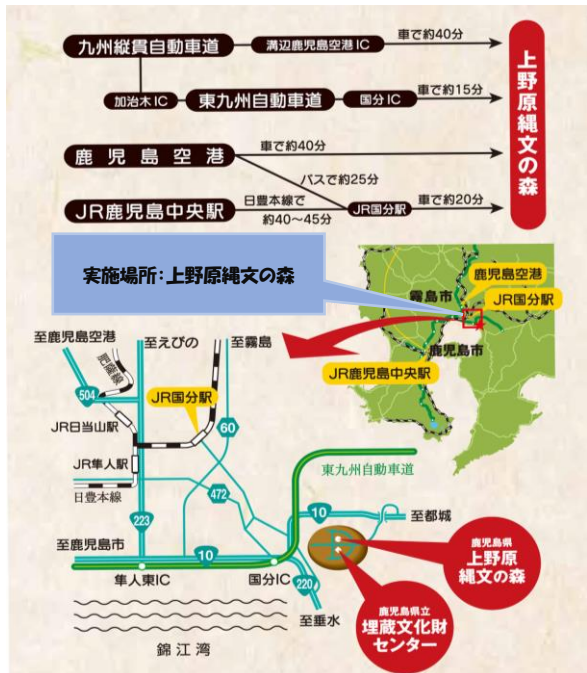 九州縦貫自動車道
溝辺鹿児島空港IC
車で約40分
加治木IC
東九州自動車道
国分IC
車で約15分
鹿児島空港
車で約40分
バスで約25分
JR鹿児島中央駅
日豊本線で
約40〜45分
JR国分駅
車で約20分
上野原縄文の森
実施場所:上野原縄文の森
鹿児島空港
霧島市
JR国分駅
鹿児島市
JR鹿児島中央駅
至鹿児島空港
至えびの
至霧島
肥薩線
504
JR国分駅
60
JR日当山駅
JR隼人駅
日豊本線
472
東九州自動車道
223
10
至都城
至鹿児島市
10
隼人東IC
国分IC
220
至垂水
錦江湾
鹿児島県
上野原
縄文の森
鹿児島県立
埋蔵文化財
センター